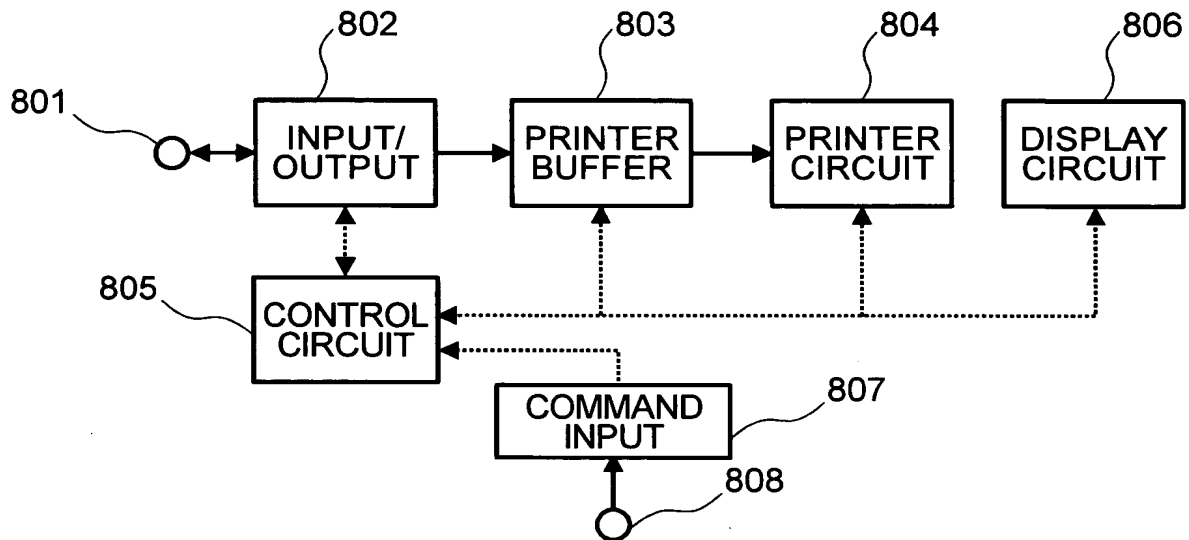 802
803
804
806
801
INPUT/
OUTPUT
PRINTER
BUFFER
PRINTER
CIRCUIT
DISPLAY
CIRCUIT
805
CONTROL
CIRCUIT
807
COMMAND
INPUT
808